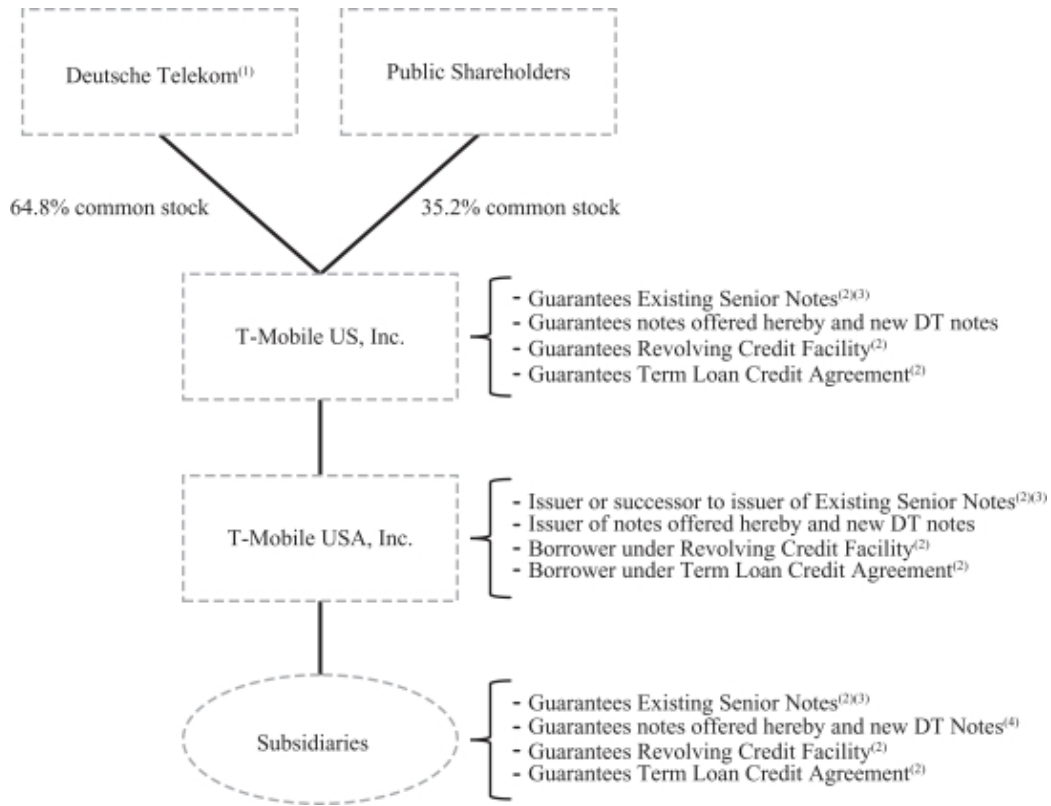 Deutsche Telekom(1)
Public Shareholders
64.8% common stock
35.2% common stock
T-Mobile US, Inc.
- Guarantees Existing Senior Notes(2)(3)
- Guarantees notes offered hereby and new DT notes
- Guarantees Revolving Credit Facility(2)
- Guarantees Term Loan Credit Agreement(2)
T-Mobile USA, Inc.
- Issuer or successor to issuer of Existing Senior Notes(2)(3)
- Issuer of notes offered hereby and new DT notes
- Borrower under Revolving Credit Facility(2)
- Borrower under Term Loan Credit Agreement(2)
Subsidiaries
- Guarantees Existing Senior Notes(2)(3)
- Guarantees notes offered hereby and new DT Notes(4)
- Guarantees Revolving Credit Facility(2)
- Guarantees Term Loan Credit Agreement(2)